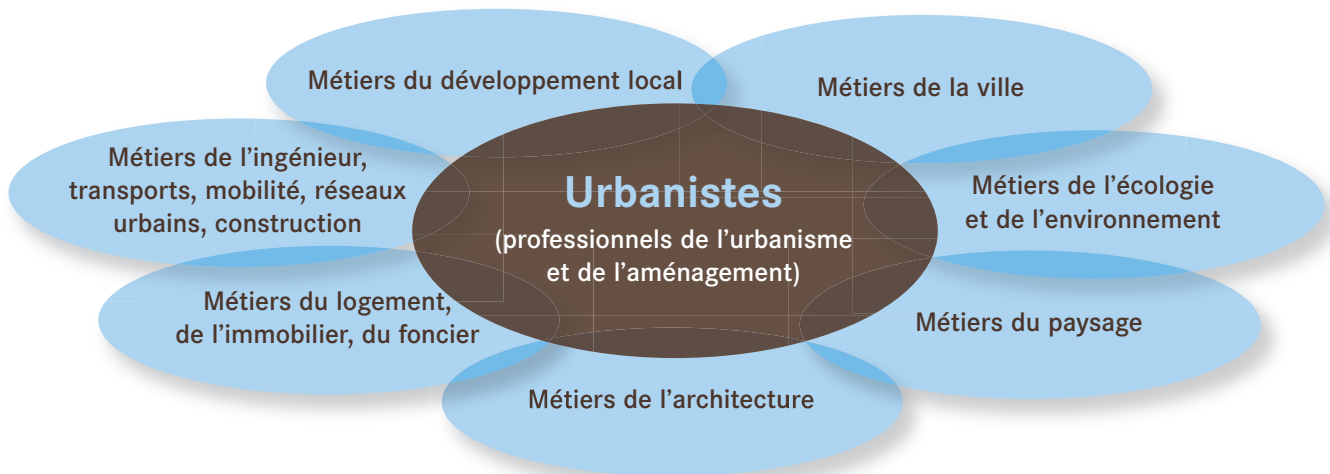 Métiers du développement local
Métiers de la ville
Métiers de l’ingénieur,
transports, mobilité, réseaux
urbains, construction
Urbanistes
(professionnels de l’urbanisme
et de l’aménagement)
Métiers de l’écologie
et de l’environnement
Métiers du logement,
de l’immobilier, du foncier
Métiers du paysage
Métiers de l’architecture